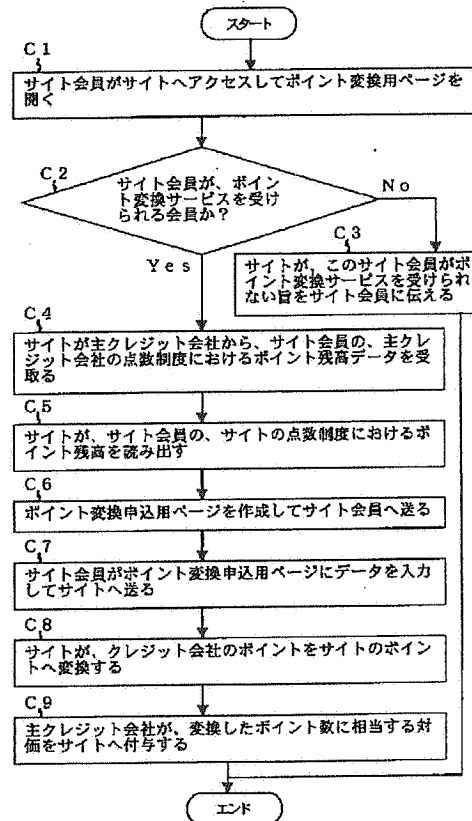 スタート
C1
サイト会員がサイトへアクセスしてポイント変換用ページを
開く
C2
サイト会員が、ポイン
ト変換サービスを受け
られる会員か?
No
Yes
C3
サイトが、このサイト会員がポ
イント変換サービスを受けられ
ない旨をサイト会員に伝える
C4
サイトが主クレジット会社から、サイト会員の、主クレ
ジット会社の点数制度におけるポイント残高データを受
取る
C5
サイトが、サイト会員の、サイトの点数制度におけるポ
イント残高を読み出す
C6
ポイント変換申込用ページを作成してサイト会員へ送る
C7
サイト会員がポイント変換申込用ページにデータを入力
してサイトへ送る
C8
サイトが、クレジット会社のポイントをサイトのポイン
トへ変換する
C9
主クレジット会社が、変換したポイント数に相当する対
価をサイトへ付与する
エンド